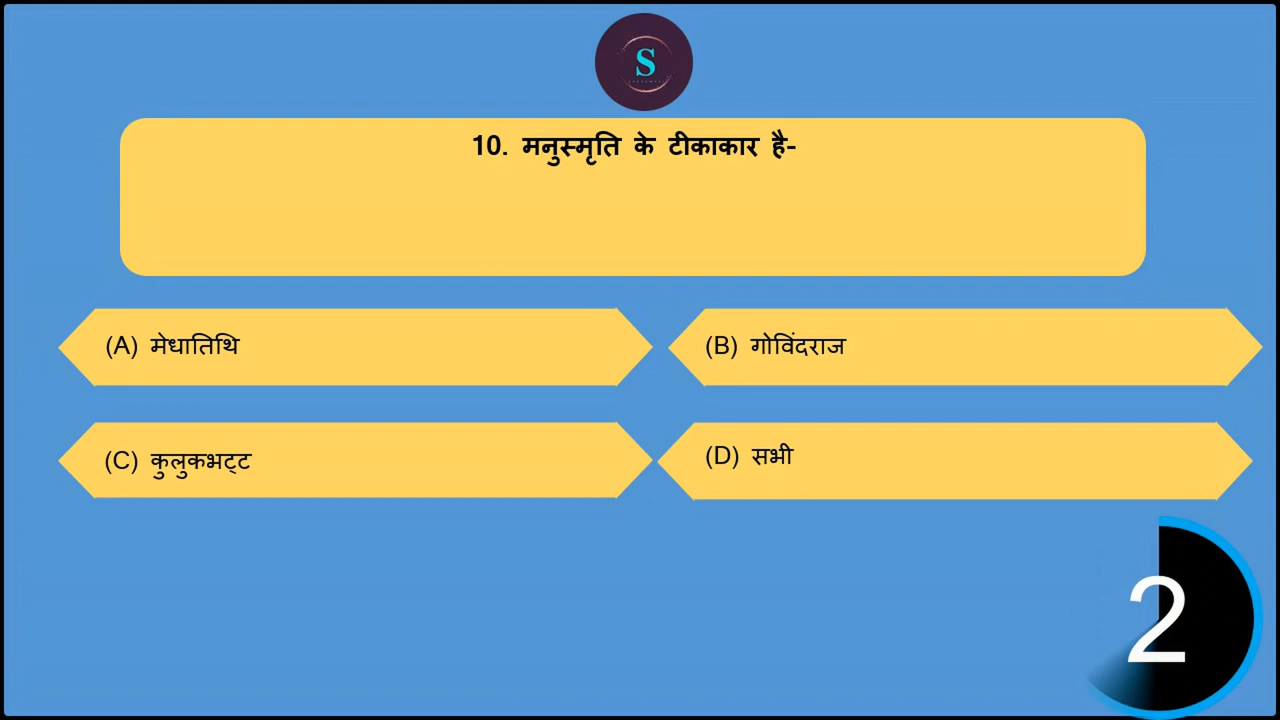 S
10. मनुस्मृति के टीकाकार है-
(A) मेधातिथि
(B) गोविंदराज
(C) कुलुकभट्ट
(D) सभी
2